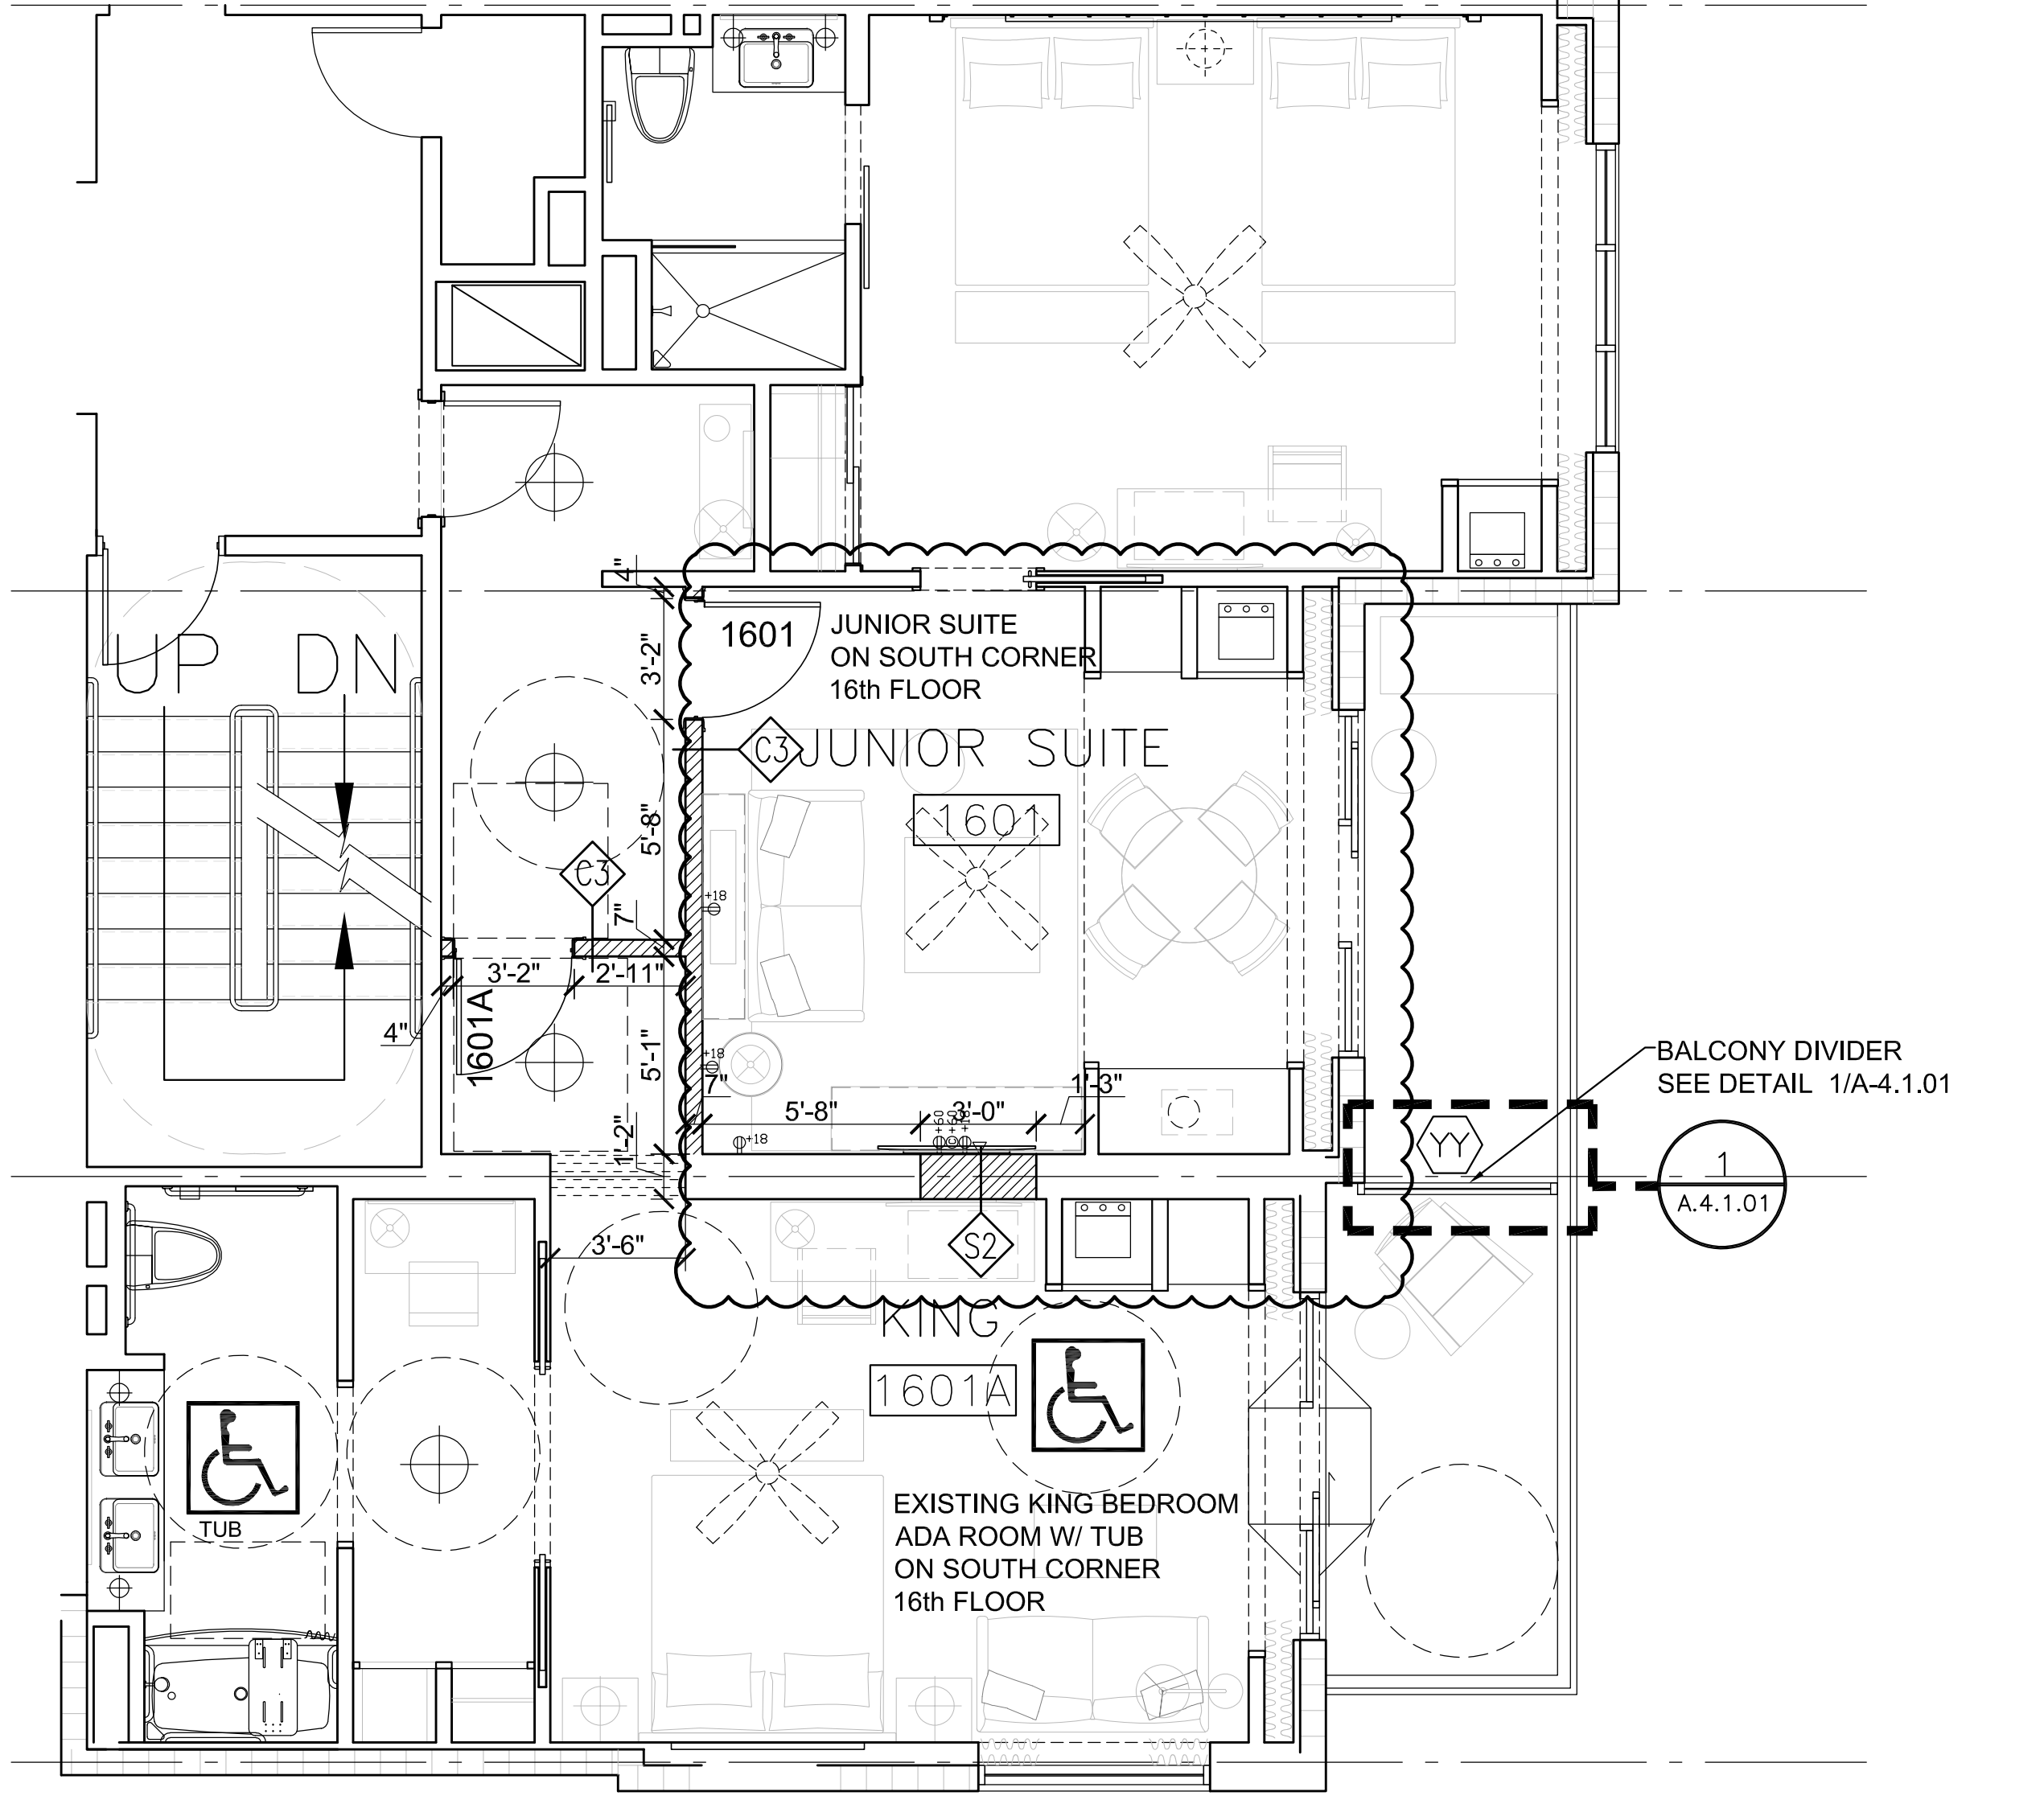 4"
UP DN
1601
JUNIOR SUITE
ON SOUTH CORNER
16th FLOOR
3'-2"
C3
JUNIOR SUITE
1601
5'-8"
C3
+18
7"
3'-2"
2'-11"
4"
1601A
5'-1"
+18
7"
5'-8"
3'-0"
1'-3"
+60
+60
+18
+18
1'-2"
BALCONY DIVIDER
SEE DETAIL 1/A-4.1.01
YY
1
A.4.1.01
3'-6"
S2
KING
1601A
TUB
EXISTING KING BEDROOM
ADA ROOM W/ TUB
ON SOUTH CORNER
16th FLOOR